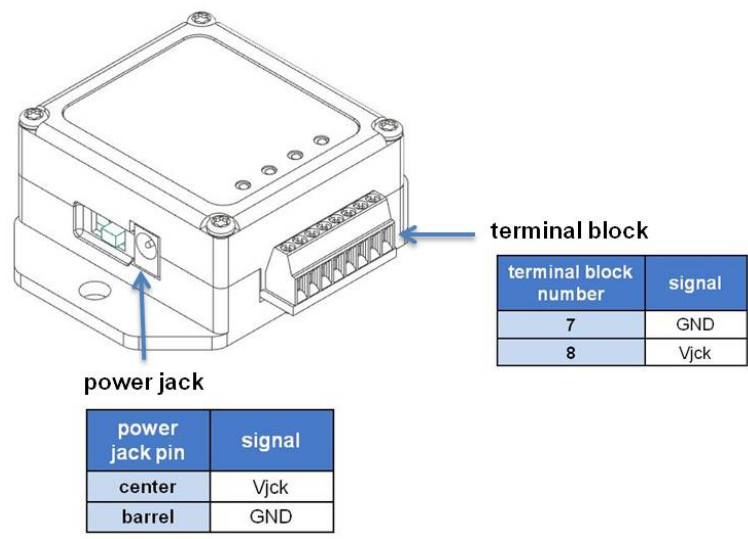 terminal block
terminal block number signal
7 GND
8 Vjck
power jack
power jack pin signal
center Vjck
barrel GND